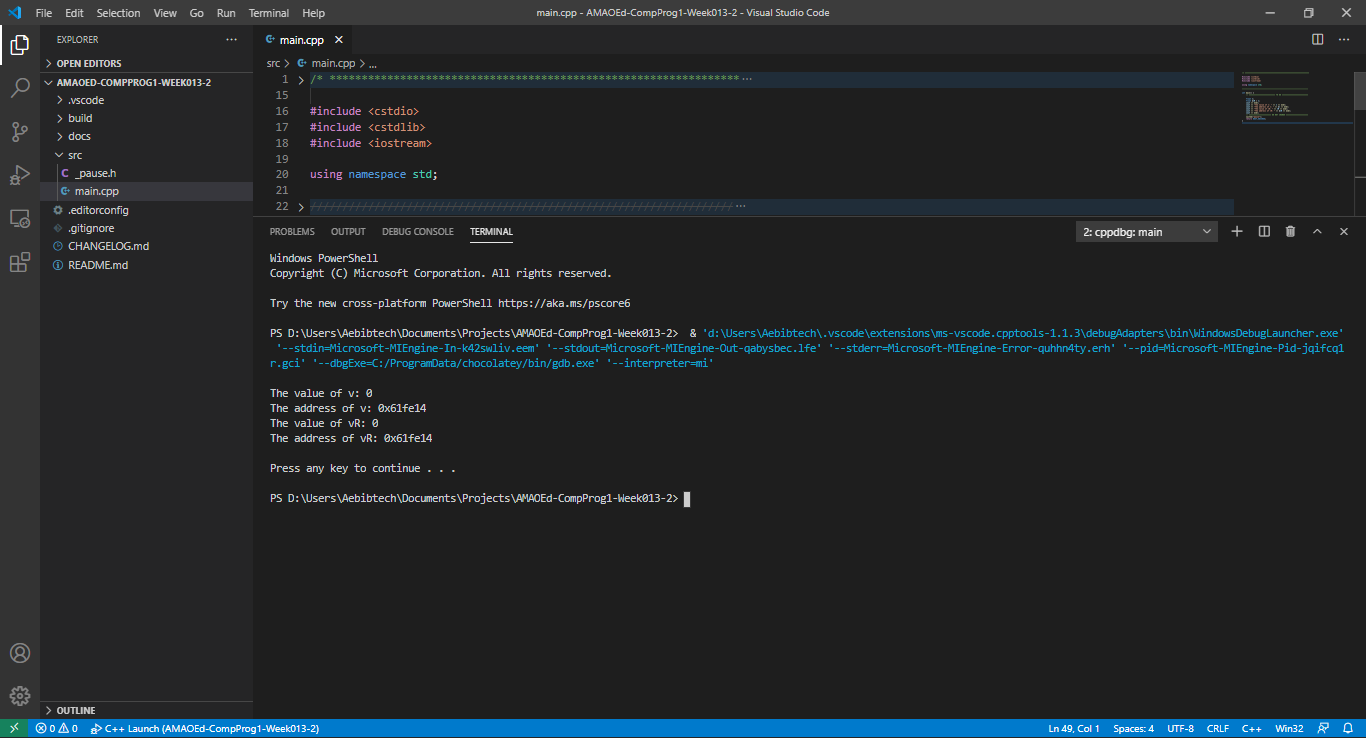 File Edit Selection View Go Run Terminal Help main.cpp - AMAOEd-CompProg1-Week013-2 - Visual Studio Code
EXPLORER ···
OPEN EDITORS
AMAOED-COMPPROG1-WEEK013-2
.vscode
build
docs
src
_pause.h
main.cpp
.editorconfig
.gitignore
CHANGELOG.md
README.md
OUTLINE
main.cpp
src > main.cpp > ...
1 /* ****************************************************************···
15
16 #include <cstdio>
17 #include <cstdlib>
18 #include <iostream>
19
20 using namespace std;
21
22 //////////////////////////////////////////////////////////////////···
PROBLEMS OUTPUT DEBUG CONSOLE TERMINAL 2: cppdbg: main
Windows PowerShell
Copyright (C) Microsoft Corporation. All rights reserved.
Try the new cross-platform PowerShell https://aka.ms/pscore6
PS D:\Users\Aebibtech\Documents\Projects\AMAOEd-CompProg1-Week013-2> & 'd:\Users\Aebibtech\.vscode\extensions\ms-vscode.cpptools-1.1.3\debugAdapters\bin\WindowsDebugLauncher.exe'
'--stdin=Microsoft-MIEngine-In-k42swliv.eem' '--stdout=Microsoft-MIEngine-Out-qabysbec.lfe' '--stderr=Microsoft-MIEngine-Error-quhhn4ty.erh' '--pid=Microsoft-MIEngine-Pid-jqifcq1
r.gci' '--dbgExe=C:/ProgramData/chocolatey/bin/gdb.exe' '--interpreter=mi'
The value of v: 0
The address of v: 0x61fe14
The value of vR: 0
The address of vR: 0x61fe14
Press any key to continue . . .
PS D:\Users\Aebibtech\Documents\Projects\AMAOEd-CompProg1-Week013-2>
0 0 C++ Launch (AMAOEd-CompProg1-Week013-2) Ln 49, Col 1 Spaces: 4 UTF-8 CRLF C++ Win32